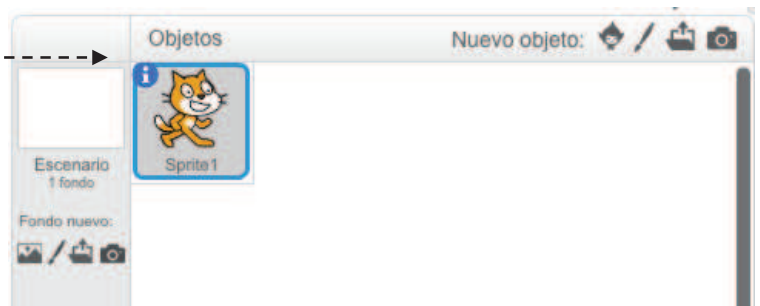 Objetos
Nuevo objeto:
Sprite1
Escenario
1 fondo
Fondo nuevo: